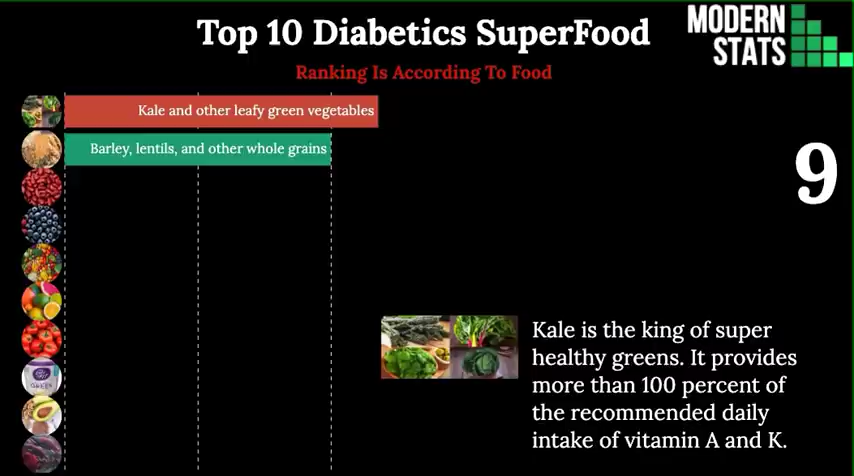 Top 10 Diabetics SuperFood
MODERN
STATS
Ranking Is According To Food
Kale and other leafy green vegetables
Barley, lentils, and other whole grains
9
Kale is the king of super
healthy greens. It provides
more than 100 percent of
the recommended daily
intake of vitamin A and K.